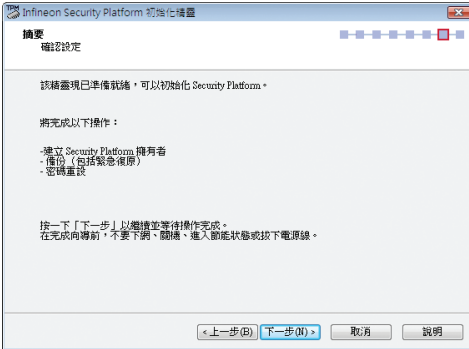 Infineon Security Platform 初始化精靈
摘要
確認設定
該精靈現已準備就緒，可以初始化 Security Platform。
將完成以下操作：
-建立 Security Platform 擁有者
- 備份（包括緊急復原）
- 密碼重設
按一下「下一步」以繼續並等待操作完成。
在完成向導前，不要下網、關機、進入節能狀態或拔下電源線。
< 上一步(B)
下一步(N) >
取消
說明